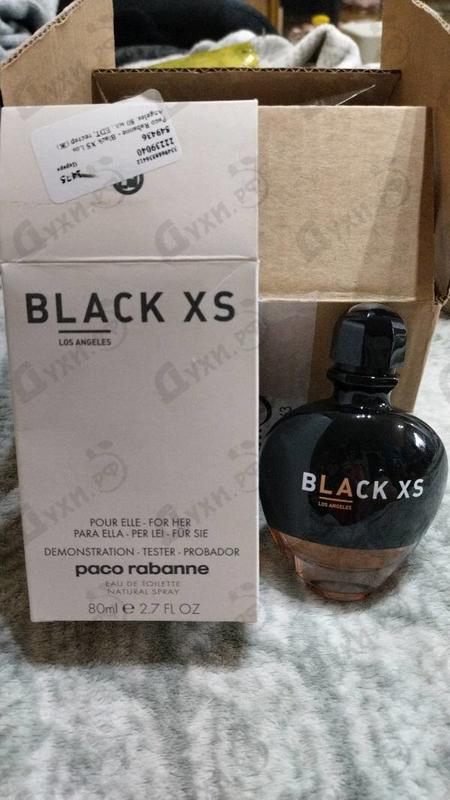 Paco Rabanne - Black XS Los
Angeles 80 мл. EDT, тестер (Ж)
549436
222390040
BLACK XS
LOS ANGELES
POUR ELLE - FOR HER
PARA ELLA - PER LEI - FÜR SIE
DEMONSTRATION - TESTER - PROBADOR
paco rabanne
EAU DE TOILETTE
NATURAL SPRAY
80ml e 2.7 FL OZ
BLACK XS
LOS ANGELES
Духи.РФ